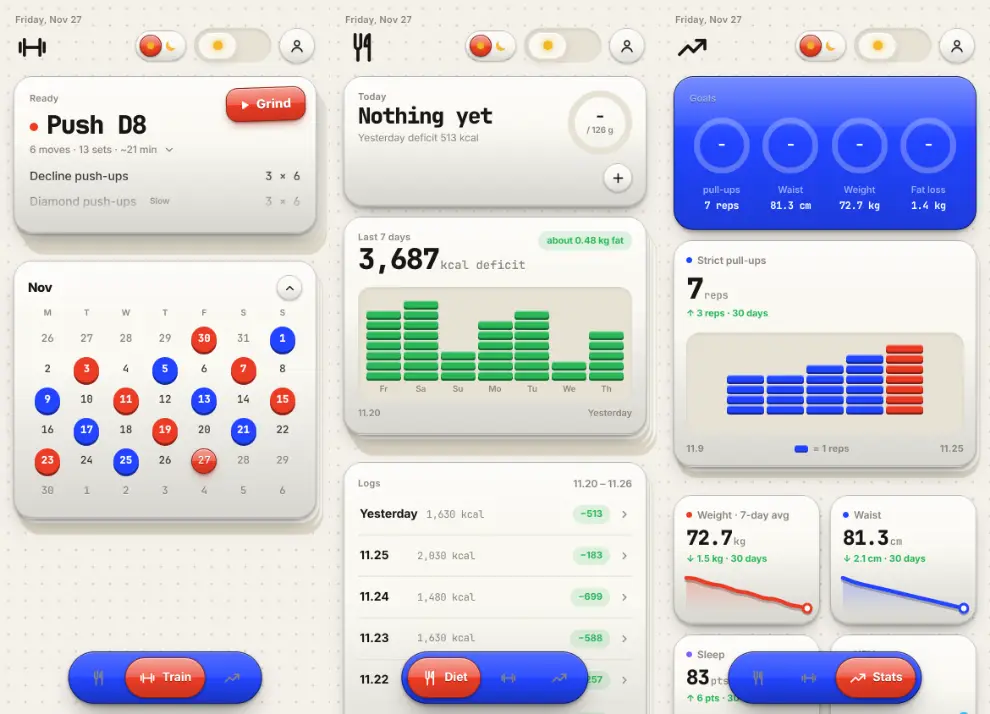 Friday, Nov 27
Ready
Grind
Push D8
6 moves · 13 sets · ~21 min
Decline push-ups 3 × 6
Diamond push-ups Slow 3 × 6
Nov
M T W T F S S
26 27 28 29 30 31 1
2 3 4 5 6 7 8
9 10 11 12 13 14 15
16 17 18 19 20 21 22
23 24 25 26 27 28 29
30 1 2 3 4 5 6
Train
Friday, Nov 27
Today
Nothing yet
Yesterday deficit 513 kcal
-
/ 126 g
+
Last 7 days
about 0.48 kg fat
3,687 kcal deficit
Fr Sa Su Mo Tu We Th
11.20 Yesterday
Logs 11.20 – 11.26
Yesterday 1,630 kcal −513
11.25 2,030 kcal −183
11.24 1,480 kcal −699
11.23 1,630 kcal −588
11.22 257
Diet
Friday, Nov 27
Goals
- - - -
pull-ups Waist Weight Fat loss
7 reps 81.3 cm 72.7 kg 1.4 kg
Strict pull-ups
7 reps
↑ 3 reps · 30 days
11.9 = 1 reps 11.25
Weight · 7-day avg
72.7 kg
↓ 1.5 kg · 30 days
Waist
81.3 cm
↓ 2.1 cm · 30 days
Sleep
83 pts
↑ 6 pts · 30
Stats